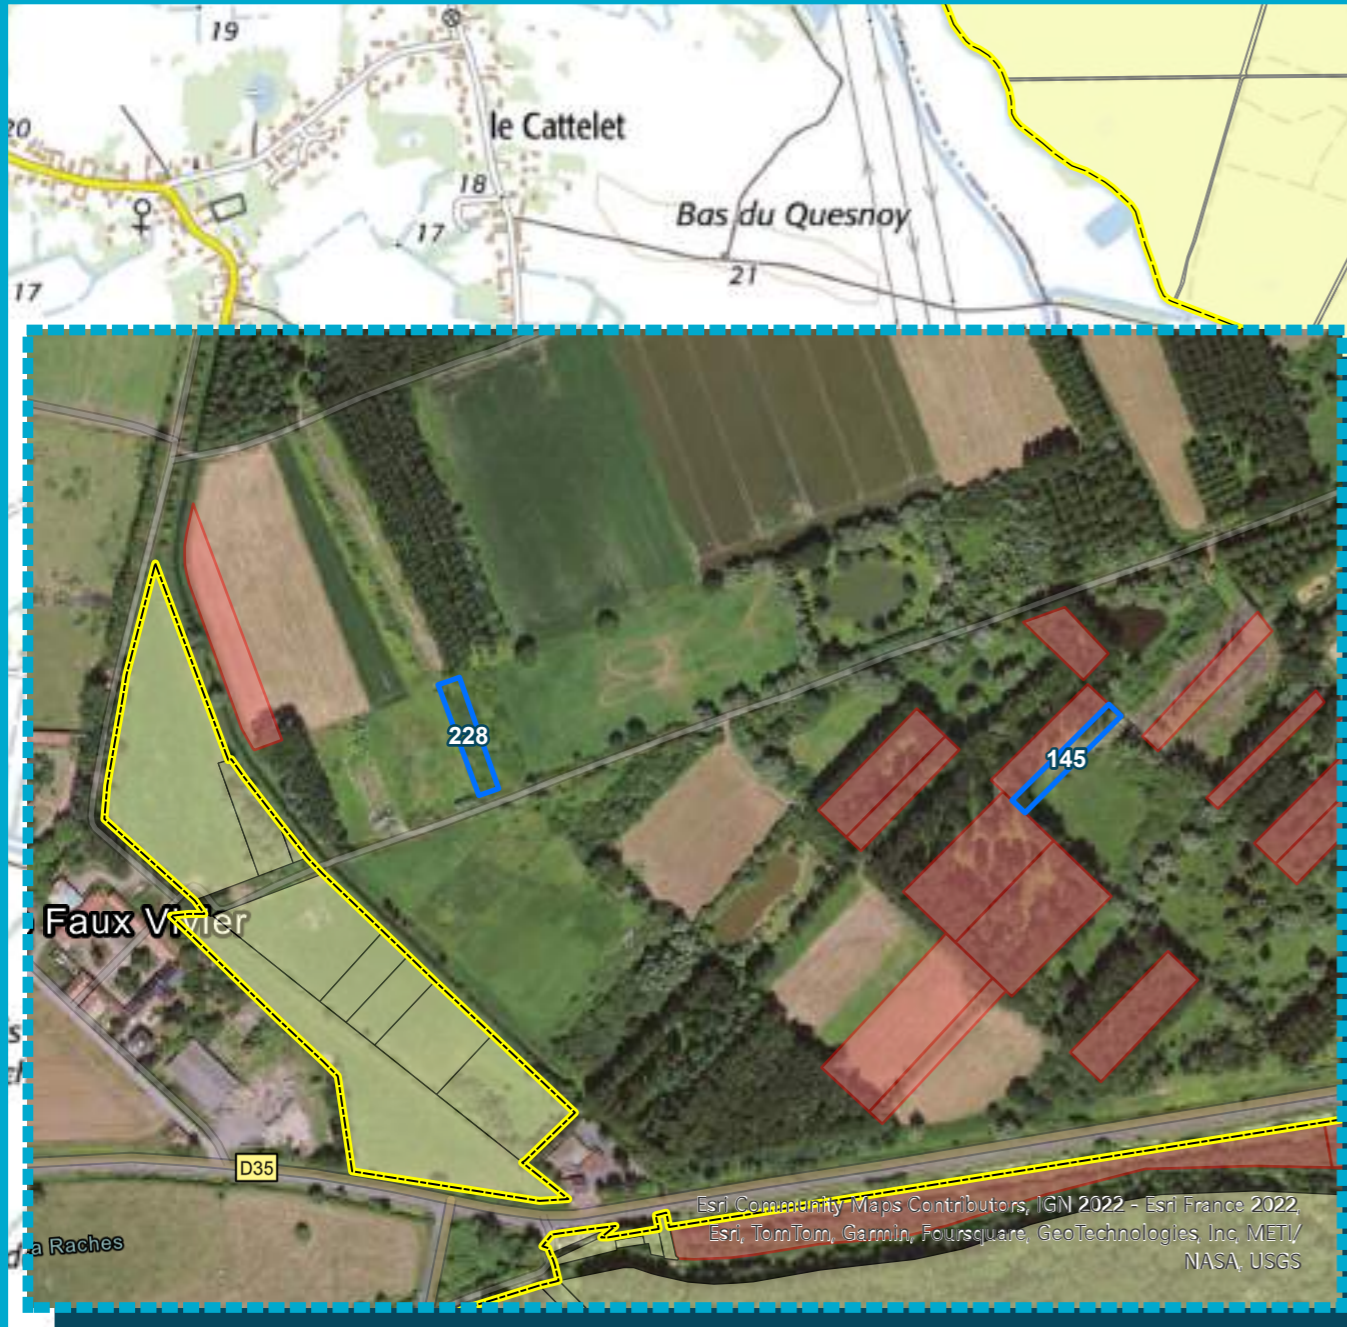 19
le Cattelet
20
18
Bas du Quesnoy
17
21
17
228
145
Faux Vivier
D35
a Raches
Esri Community Maps Contributors, IGN 2022 - Esri France 2022,
Esri, TomTom, Garmin, Foursquare, GeoTechnologies, Inc, METI/
NASA, USGS